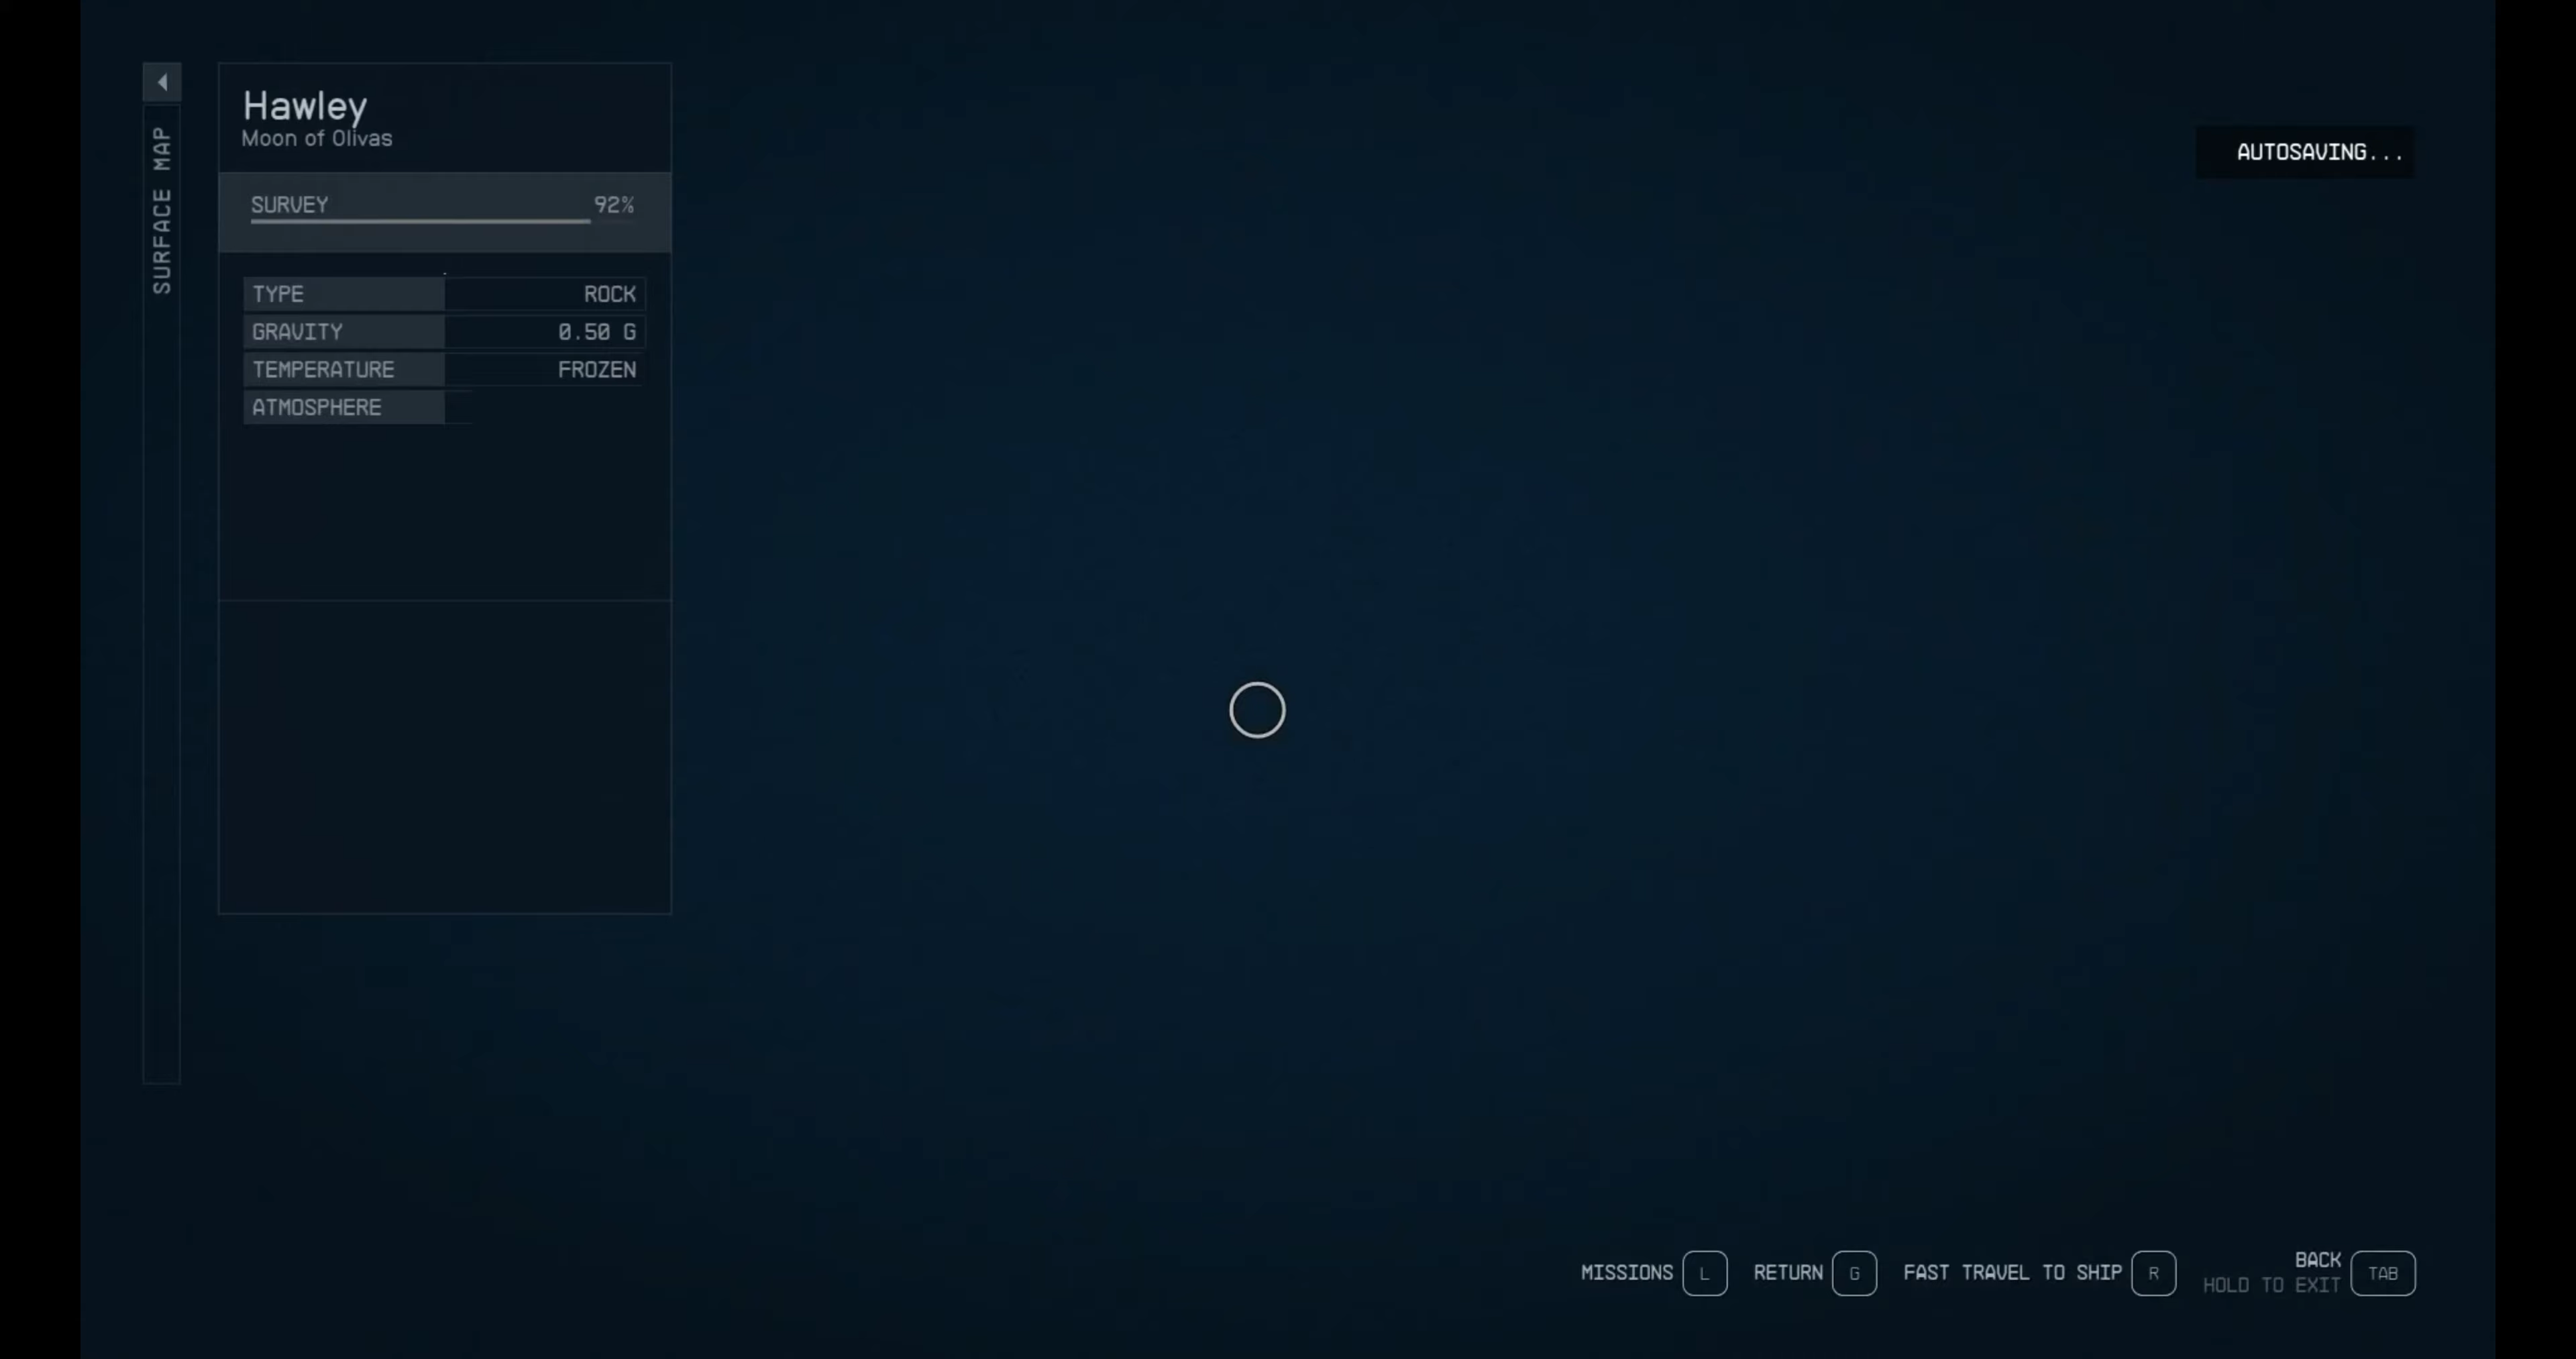 Hawley
Moon of Olivas
SURFACE MAP
AUTOSAVING...
SURVEY 92%
TYPE ROCK
GRAVITY 0.50 G
TEMPERATURE FROZEN
ATMOSPHERE
MISSIONS L RETURN G FAST TRAVEL TO SHIP R BACK TAB
HOLD TO EXIT